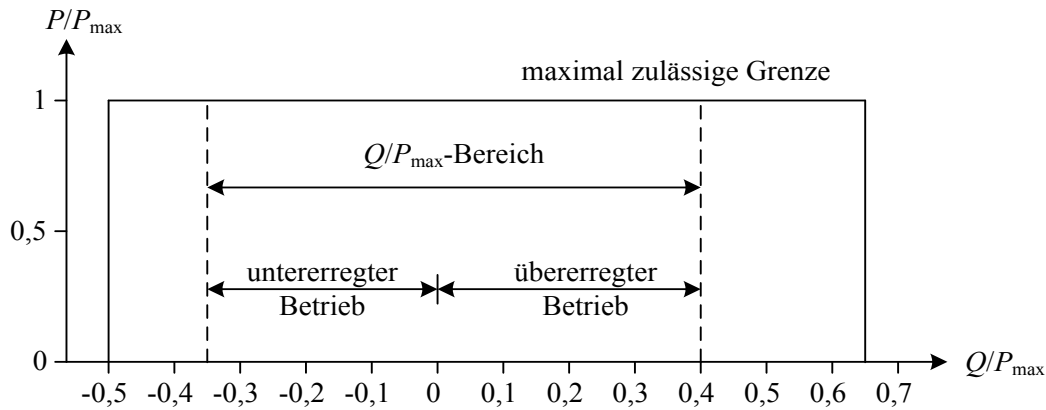 P/Pmax
maximal zulässige Grenze
1
Q/Pmax-Bereich
0,5
untererregter
Betrieb
übererregter
Betrieb
0
Q/Pmax
-0,5 -0,4 -0,3 -0,2 -0,1 0 0,1 0,2 0,3 0,4 0,5 0,6 0,7